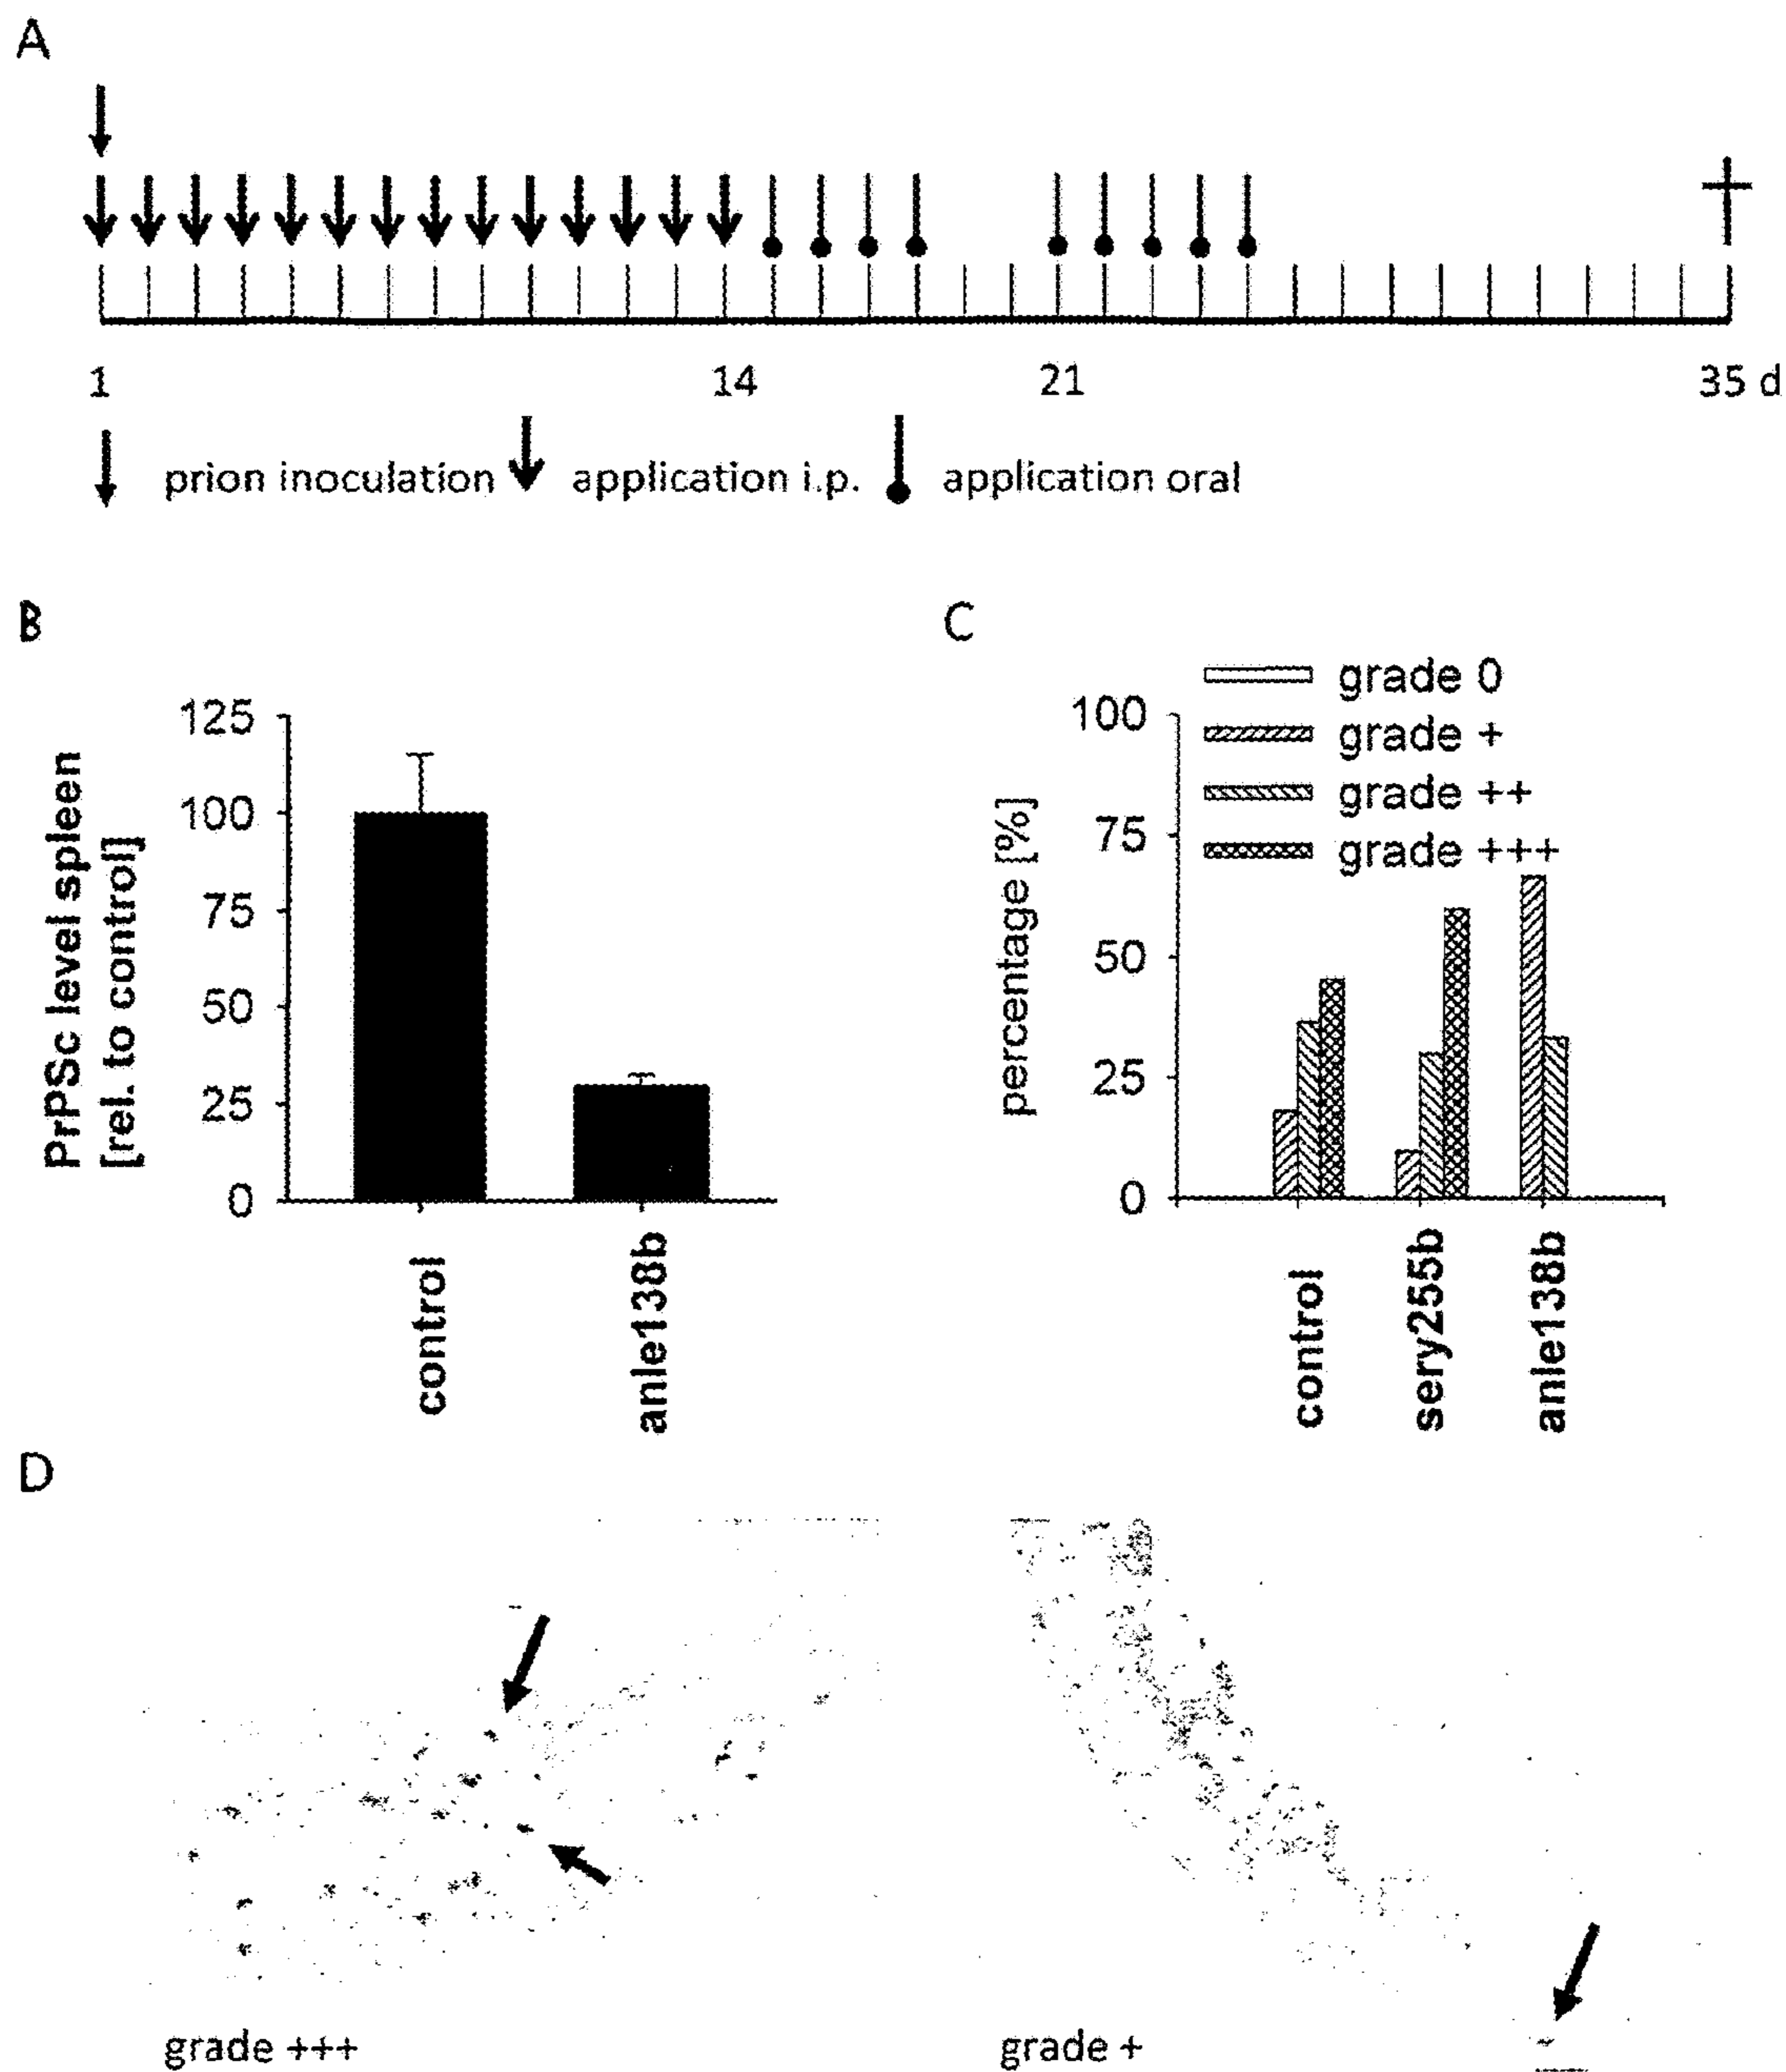 A
1 14 21 35 d
prion inoculation application i.p. application oral
B
PrPSc level spleen
[rel. to control]
125
100
75
50
25
0
control
anle138b
C
grade 0
grade +
grade ++
grade +++
percentage [%]
100
75
50
25
0
control
sery255b
anle138b
D
grade +++
grade +